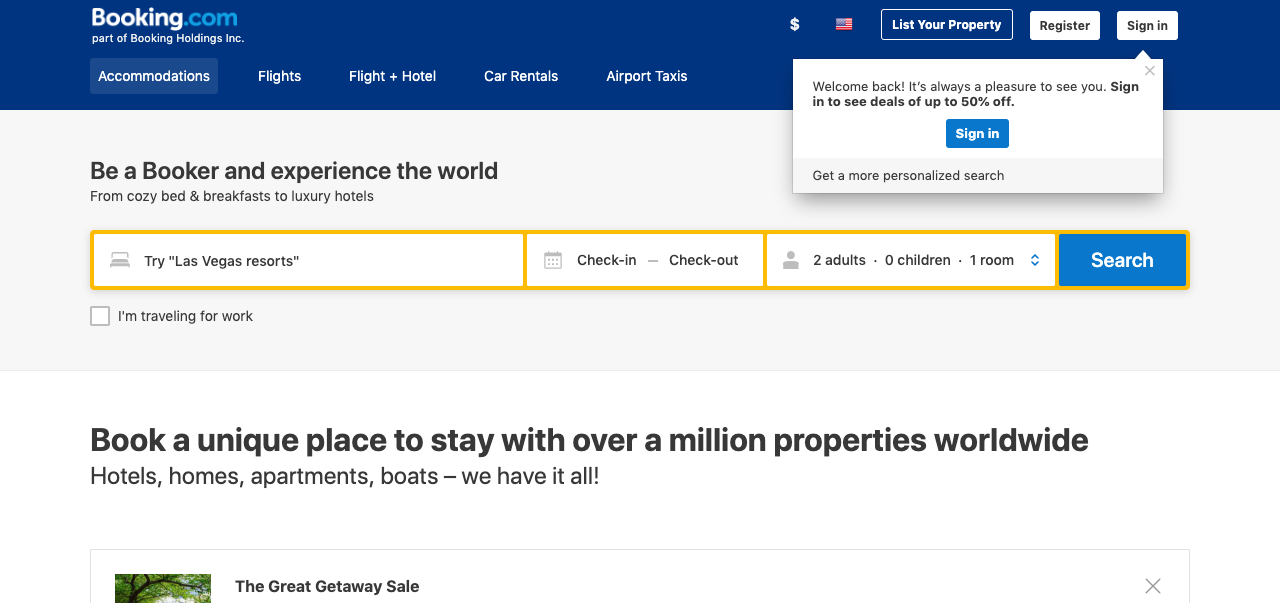 Booking.com
part of Booking Holdings Inc.
$
List Your Property
Register
Sign in
Accommodations
Flights
Flight + Hotel
Car Rentals
Airport Taxis
Welcome back! It's always a pleasure to see you. Sign
in to see deals of up to 50% off.
Sign in
Get a more personalized search
Be a Booker and experience the world
From cozy bed & breakfasts to luxury hotels
Try "Las Vegas resorts"
Check-in — Check-out
2 adults · 0 children · 1 room
Search
I'm traveling for work
Book a unique place to stay with over a million properties worldwide
Hotels, homes, apartments, boats – we have it all!
The Great Getaway Sale